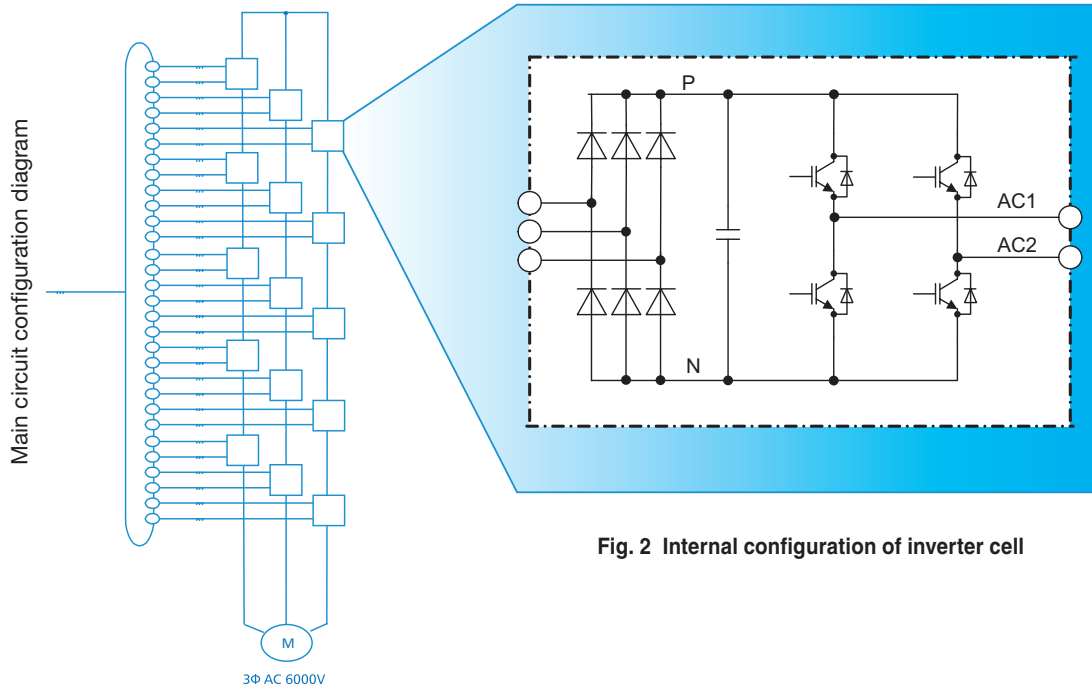 Main circuit configuration diagram
P
AC1
AC2
N
Fig. 2 Internal configuration of inverter cell
M
3Φ AC 6000V